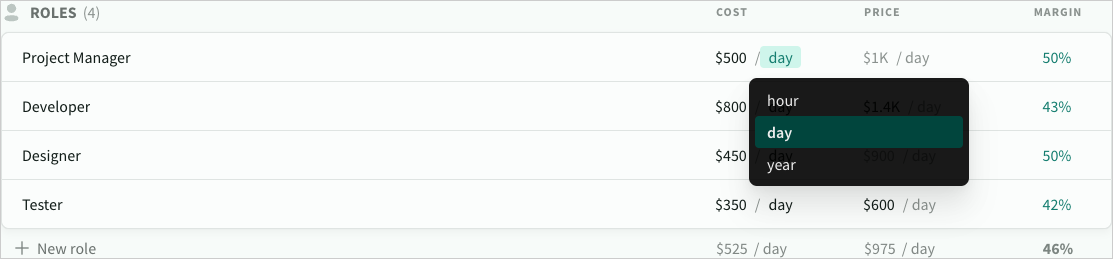 ROLES (4) COST PRICE MARGIN
Project Manager $500 / day $1K / day 50%
Developer $800 / day $1.4K / day 43%
hour
day
Designer $450 / day $900 / day 50%
year
Tester $350 / day $600 / day 42%
+ New role $525 / day $975 / day 46%